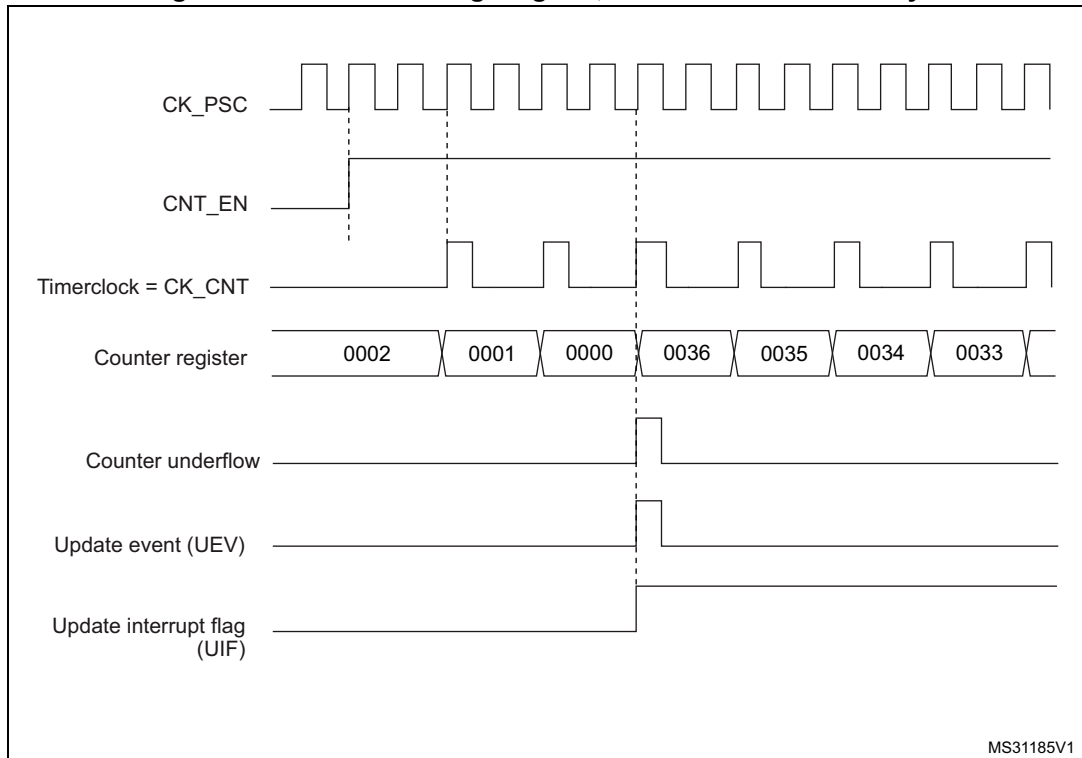 CK_PSC
CNT_EN
Timerclock = CK_CNT
Counter register 0002 0001 0000 0036 0035 0034 0033
Counter underflow
Update event (UEV)
Update interrupt flag
(UIF)
MS31185V1